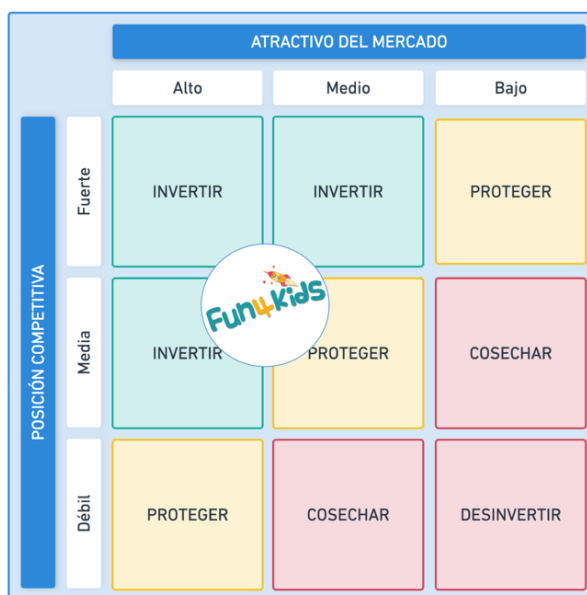 ATRACTIVO DEL MERCADO
Alto
Medio
Bajo
POSICIÓN COMPETITIVA
Fuerte
INVERTIR
INVERTIR
PROTEGER
Fun4Kids
Media
INVERTIR
PROTEGER
COSECHAR
Débil
PROTEGER
COSECHAR
DESINVERTIR